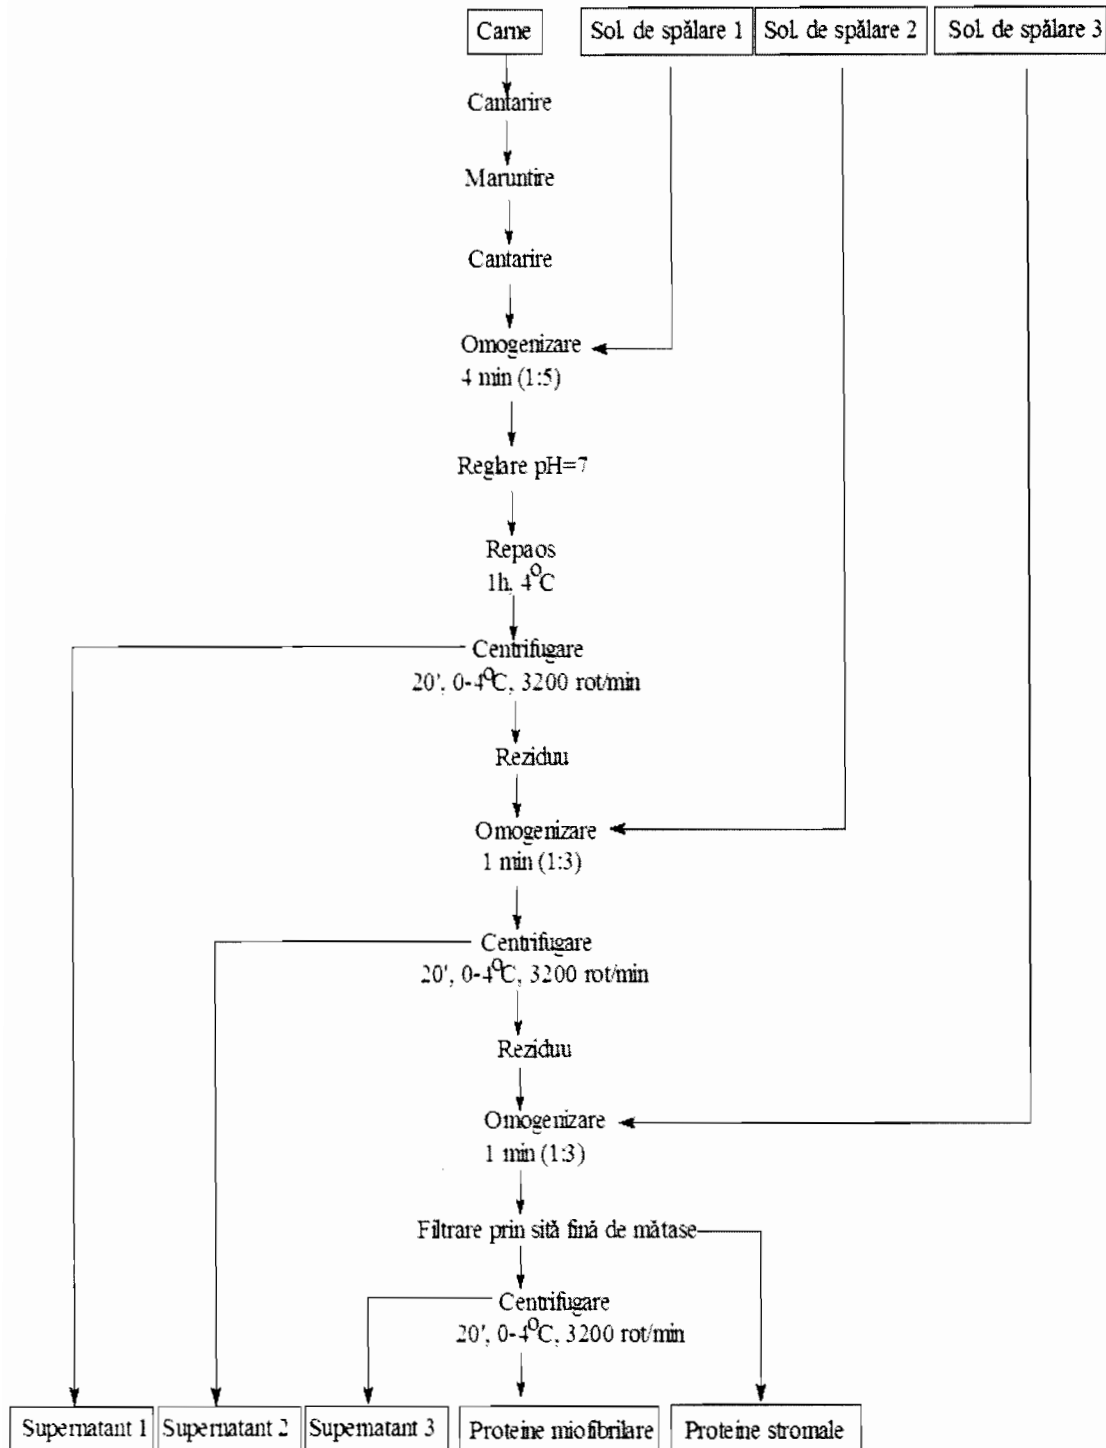 Carne
Sol. de spălare 1
Sol. de spălare 2
Sol. de spălare 3
Cantarire
Maruntire
Cantarire
Omogenizare
4 min (1:5)
Reglare pH=7
Repaos
1h, 4°C
Centrifugare
20', 0-4°C, 3200 rot/min
Reziduu
Omogenizare
1 min (1:3)
Centrifugare
20', 0-4°C, 3200 rot/min
Reziduu
Omogenizare
1 min (1:3)
Filtrare prin sită fină de mătase
Centrifugare
20', 0-4°C, 3200 rot/min
Supernatant 1
Supernatant 2
Supernatant 3
Proteine miofibrilare
Proteine stromale